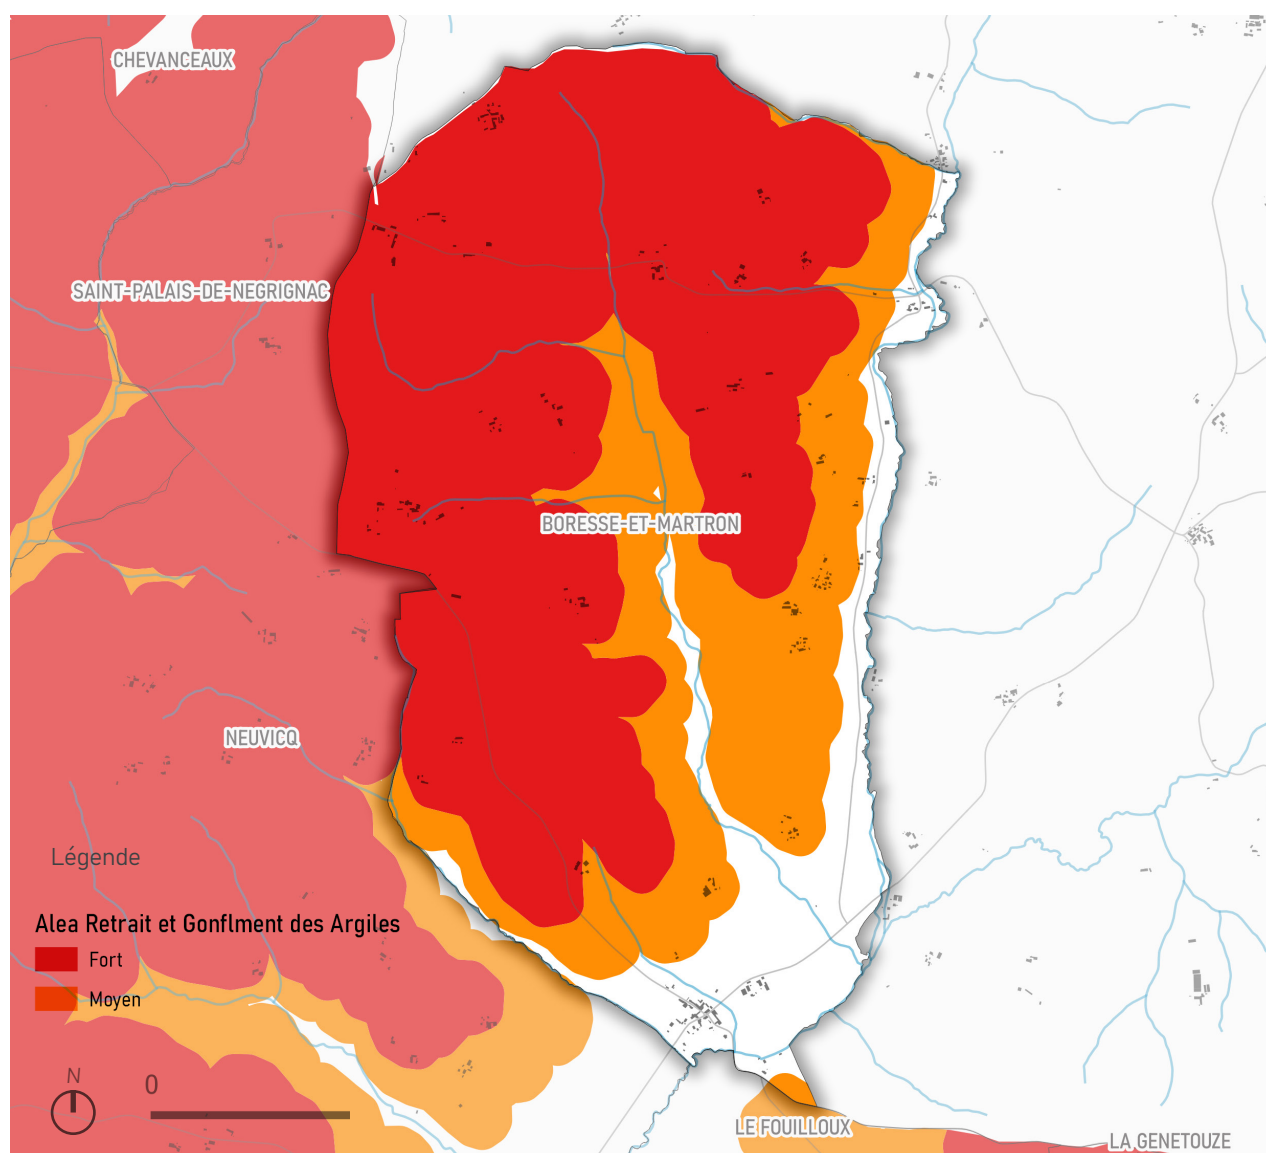 CHEVANCEAUX
SAINT-PALAIS-DE-NEGRIGNAC
BORESSE-ET-MARTRON
NEUVICQ
Légende
Alea Retrait et Gonflment des Argiles
Fort
Moyen
N
0
LE FOUILLOUX
LA GENETOUZE